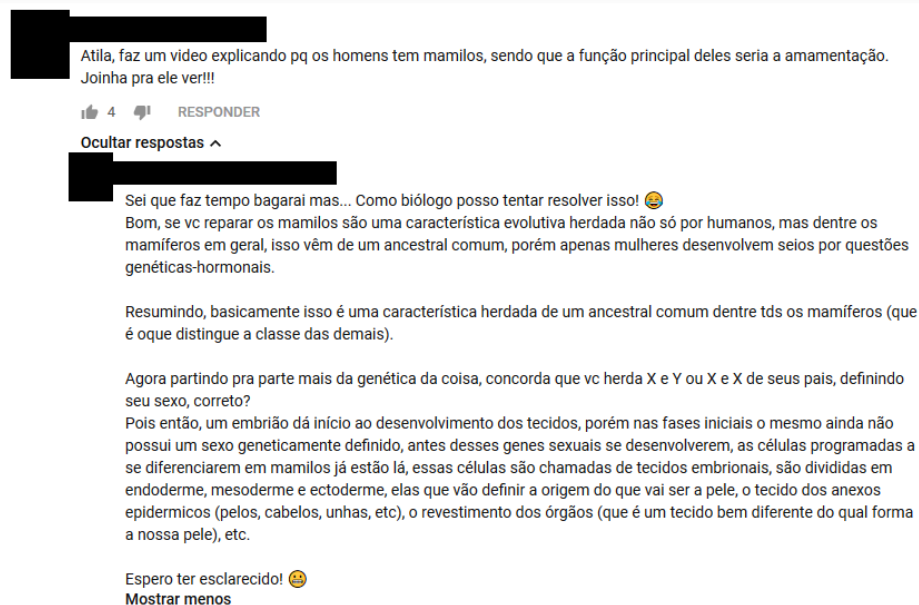 Atila, faz um video explicando pq os homens tem mamilos, sendo que a função principal deles seria a amamentação.
Joinha pra ele ver!!!
4 RESPONDER
Ocultar respostas
Sei que faz tempo bagarai mas... Como biólogo posso tentar resolver isso! 😂
Bom, se vc reparar os mamilos são uma característica evolutiva herdada não só por humanos, mas dentre os
mamíferos em geral, isso vêm de um ancestral comum, porém apenas mulheres desenvolvem seios por questões
genéticas-hormonais.
Resumindo, basicamente isso é uma característica herdada de um ancestral comum dentre tds os mamíferos (que
é oque distingue a classe das demais).
Agora partindo pra parte mais da genética da coisa, concorda que vc herda X e Y ou X e X de seus pais, definindo
seu sexo, correto?
Pois então, um embrião dá início ao desenvolvimento dos tecidos, porém nas fases iniciais o mesmo ainda não
possui um sexo geneticamente definido, antes desses genes sexuais se desenvolverem, as células programadas a
se diferenciarem em mamilos já estão lá, essas células são chamadas de tecidos embrionais, são divididas em
endoderme, mesoderme e ectoderme, elas que vão definir a origem do que vai ser a pele, o tecido dos anexos
epidermicos (pelos, cabelos, unhas, etc), o revestimento dos órgãos (que é um tecido bem diferente do qual forma
a nossa pele), etc.
Espero ter esclarecido! 😬
Mostrar menos